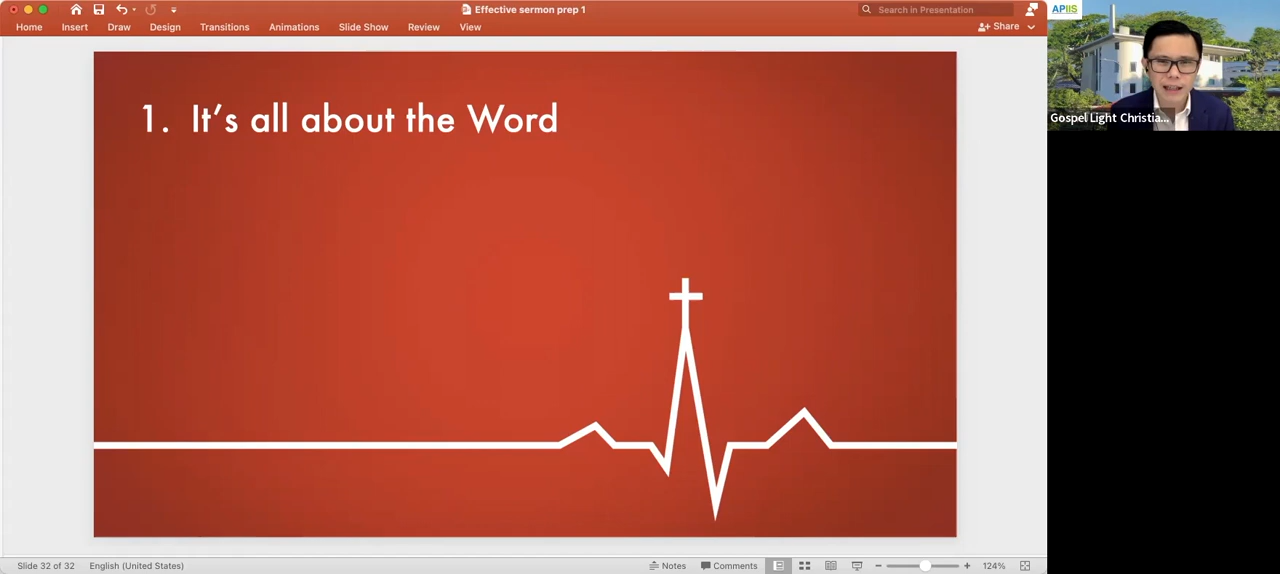 Effective sermon prep 1
Search in Presentation
Home Insert Draw Design Transitions Animations Slide Show Review View
Share
APIIS
Gospel Light Christia...
1. It's all about the Word
Slide 32 of 32 English (United States)
Notes Comments
124%